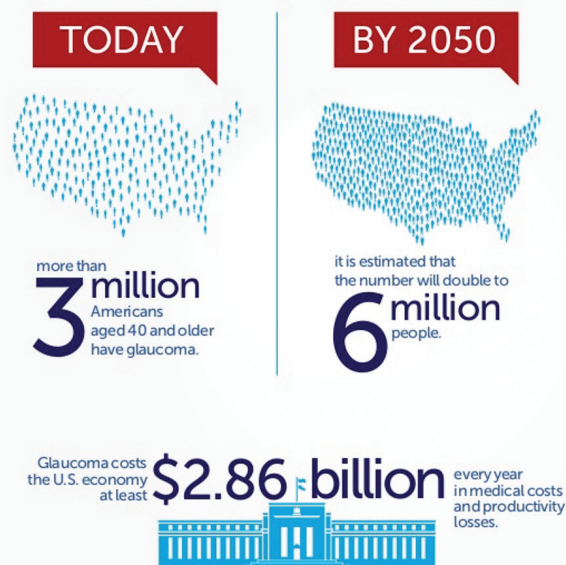 TODAY
more than
3 million
Americans
aged 40 and older
have glaucoma.
BY 2050
it is estimated that
the number will double to
6 million
people.
Glaucoma costs
the U.S. economy
at least
$2.86 billion
every year
in medical costs
and productivity
losses.